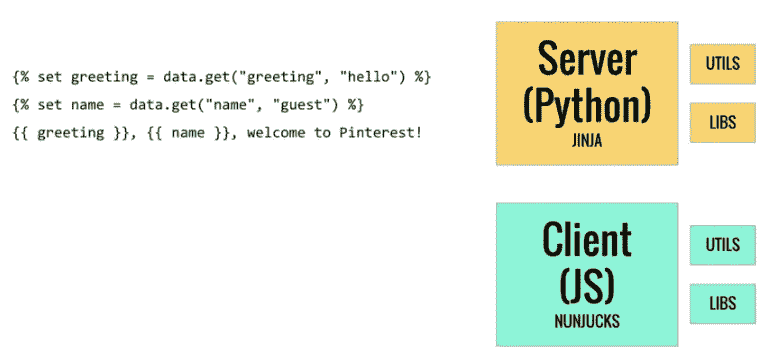 {% set greeting = data.get("greeting", "hello") %}
{% set name = data.get("name", "guest") %}
{{ greeting }}, {{ name }}, welcome to Pinterest!
Server
(Python)
JINJA
UTILS
LIBS
Client
(JS)
NUNJUCKS
UTILS
LIBS